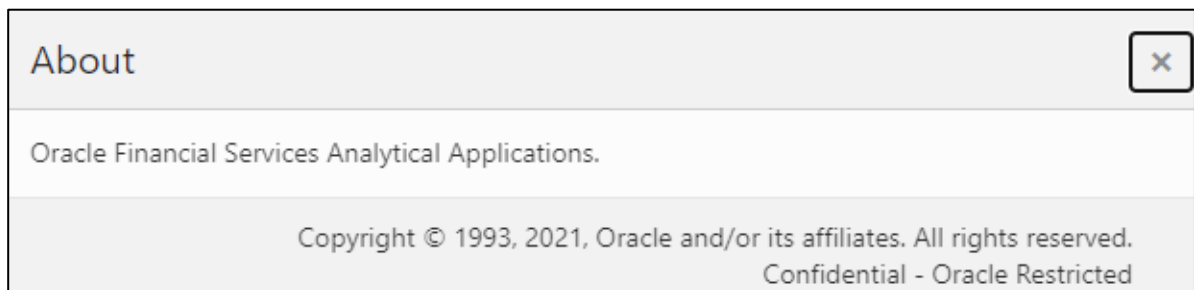 About
×
Oracle Financial Services Analytical Applications.
Copyright © 1993, 2021, Oracle and/or its affiliates. All rights reserved.
Confidential - Oracle Restricted